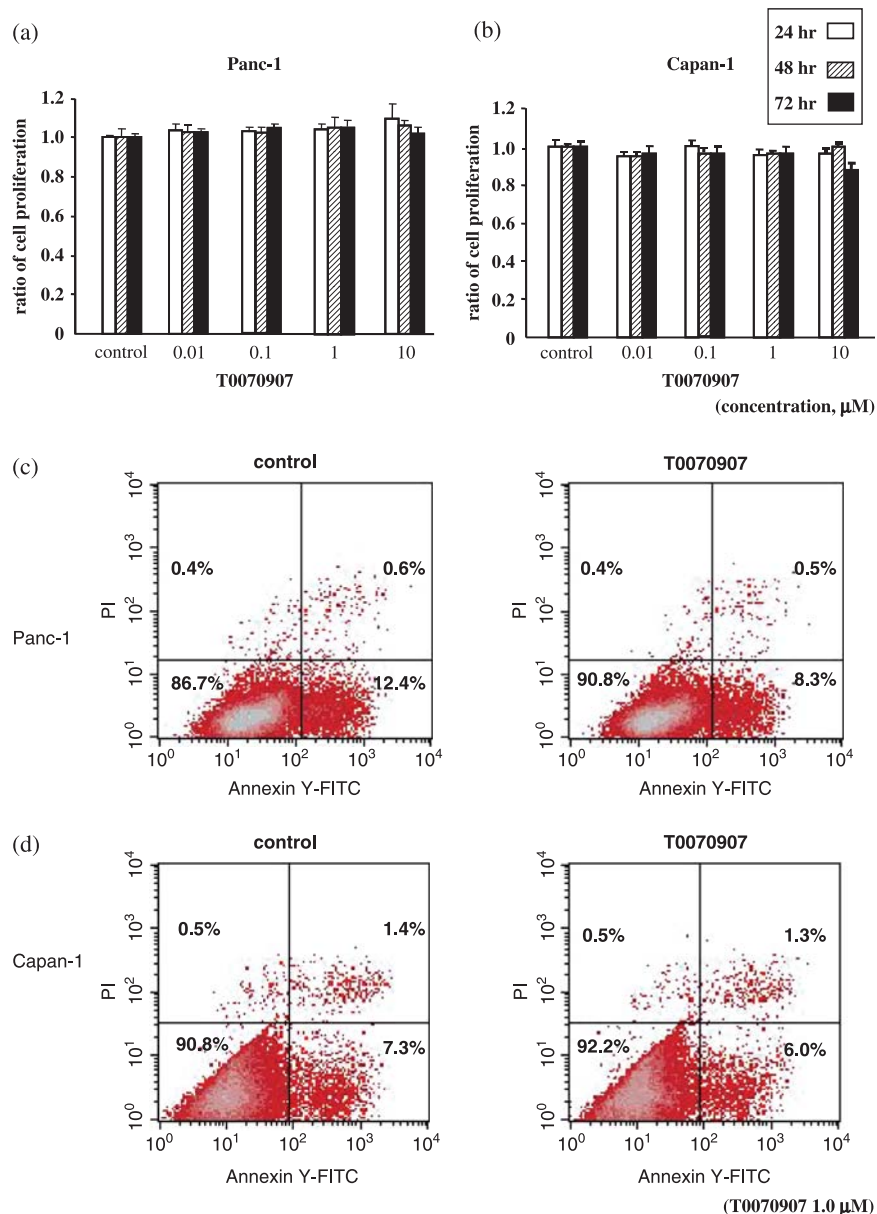 (a)
Panc-1
ratio of cell proliferation
1.2
1.0
0.8
0.6
0.4
0.2
0
control 0.01 0.1 1 10
T0070907
(b)
Capan-1
24 hr
48 hr
72 hr
ratio of cell proliferation
1.2
1.0
0.8
0.6
0.4
0.2
0
control 0.01 0.1 1 10
T0070907
(concentration, μM)
(c)
Panc-1
control
PI
10⁴
10³
10²
10¹
10⁰
0.4% 0.6%
86.7% 12.4%
10⁰ 10¹ 10² 10³ 10⁴
Annexin Y-FITC
T0070907
PI
10⁴
10³
10²
10¹
10⁰
0.4% 0.5%
90.8% 8.3%
10⁰ 10¹ 10² 10³ 10⁴
Annexin Y-FITC
(d)
Capan-1
control
PI
10⁴
10³
10²
10¹
10⁰
0.5% 1.4%
90.8% 7.3%
10⁰ 10¹ 10² 10³ 10⁴
Annexin Y-FITC
T0070907
PI
10⁴
10³
10²
10¹
10⁰
0.5% 1.3%
92.2% 6.0%
10⁰ 10¹ 10² 10³ 10⁴
Annexin Y-FITC
(T0070907 1.0 μM)